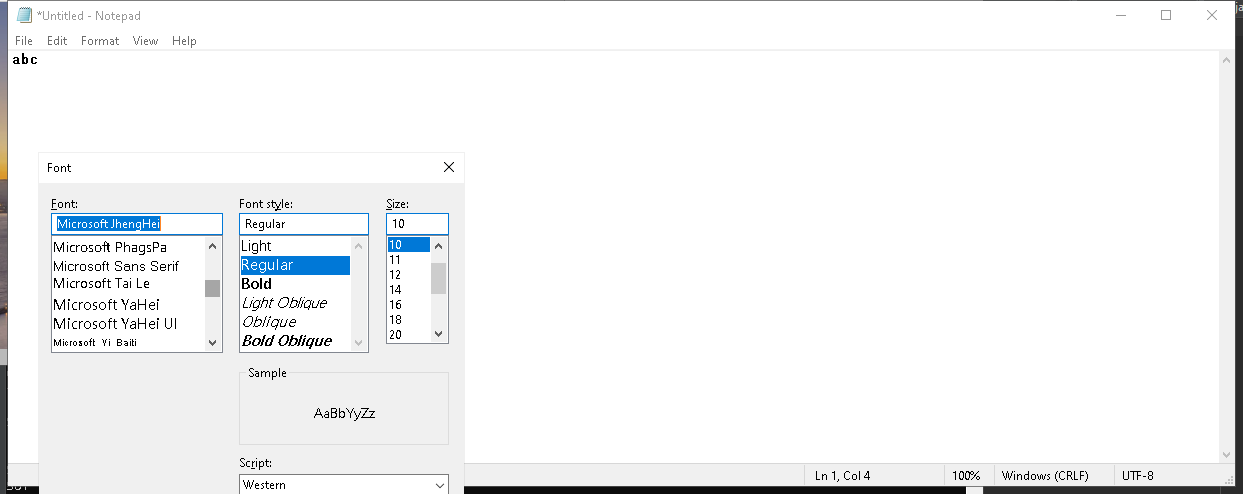 *Untitled - Notepad
File Edit Format View Help
abc
Font
Font: Font style: Size:
Microsoft JhengHei Regular 10
Microsoft PhagsPa
Microsoft Sans Serif
Microsoft Tai Le
Microsoft YaHei
Microsoft YaHei UI
Microsoft Yi Baiti
Light
Regular
Bold
Light Oblique
Oblique
Bold Oblique
10
11
12
14
16
18
20
Sample
AaBbYyZz
Script:
Western
Ln 1, Col 4 100% Windows (CRLF) UTF-8